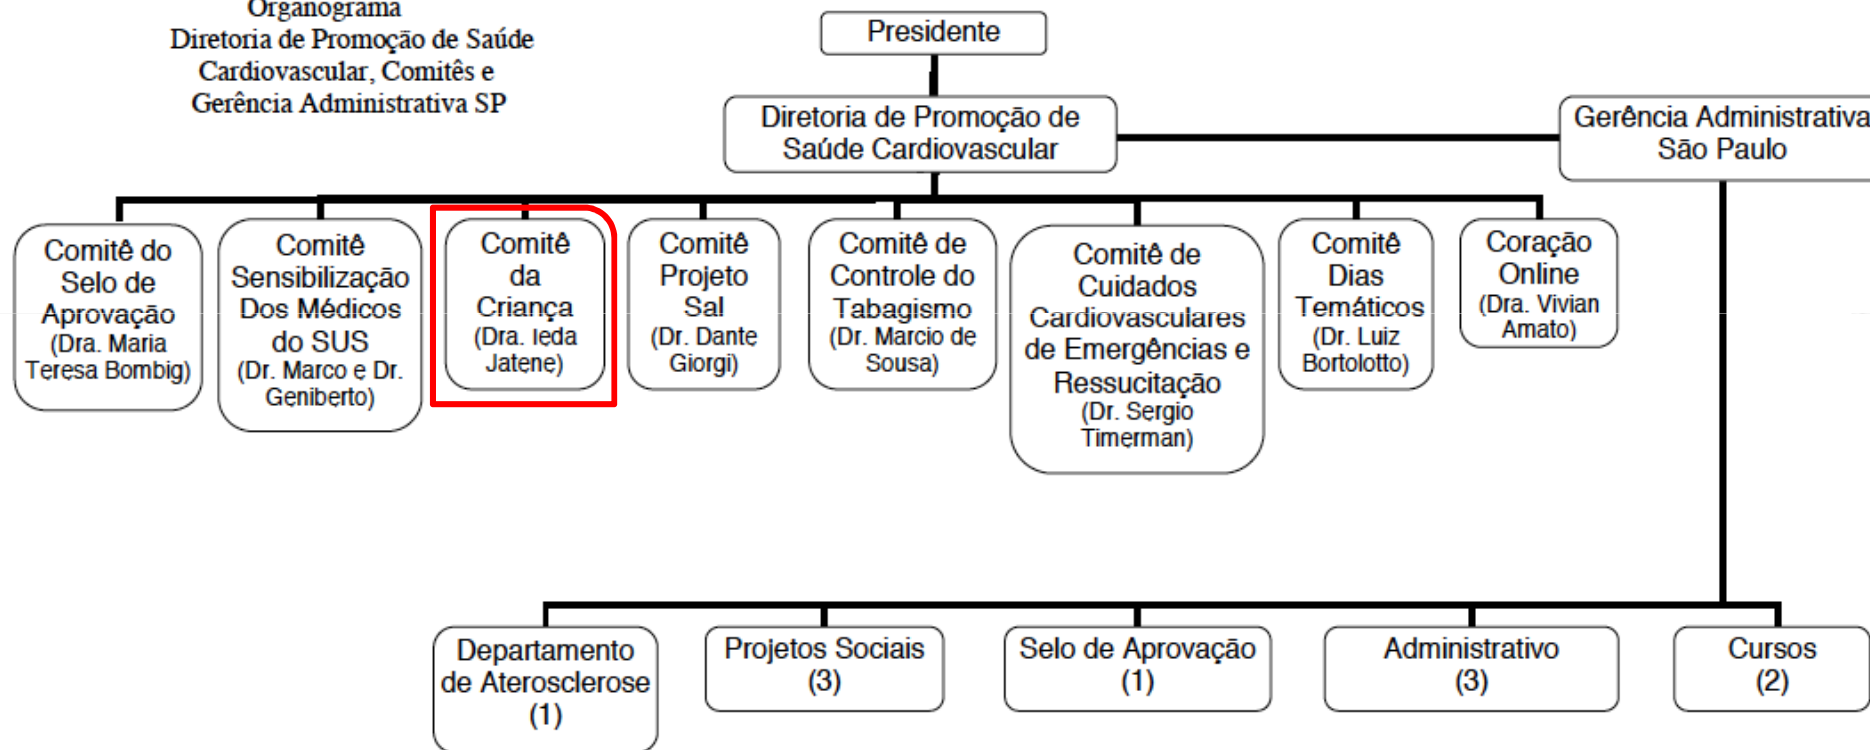 Organograma
Diretoria de Promoção de Saúde
Cardiovascular, Comitês e
Gerência Administrativa SP
Presidente
Diretoria de Promoção de
Saúde Cardiovascular
Gerência Administrativa
São Paulo
Comitê do
Selo de
Aprovação
(Dra. Maria
Teresa Bombig)
Comitê
Sensibilização
Dos Médicos
do SUS
(Dr. Marco e Dr.
Geniberto)
Comitê
da
Criança
(Dra. Ieda
Jatene)
Comitê
Projeto
Sal
(Dr. Dante
Giorgi)
Comitê de
Controle do
Tabagismo
(Dr. Marcio de
Sousa)
Comitê de
Cuidados
Cardiovasculares
de Emergências e
Ressucitação
(Dr. Sergio
Timerman)
Comitê
Dias
Temáticos
(Dr. Luiz
Bortolotto)
Coração
Online
(Dra. Vivian
Amato)
Departamento
de Aterosclerose
(1)
Projetos Sociais
(3)
Selo de Aprovação
(1)
Administrativo
(3)
Cursos
(2)